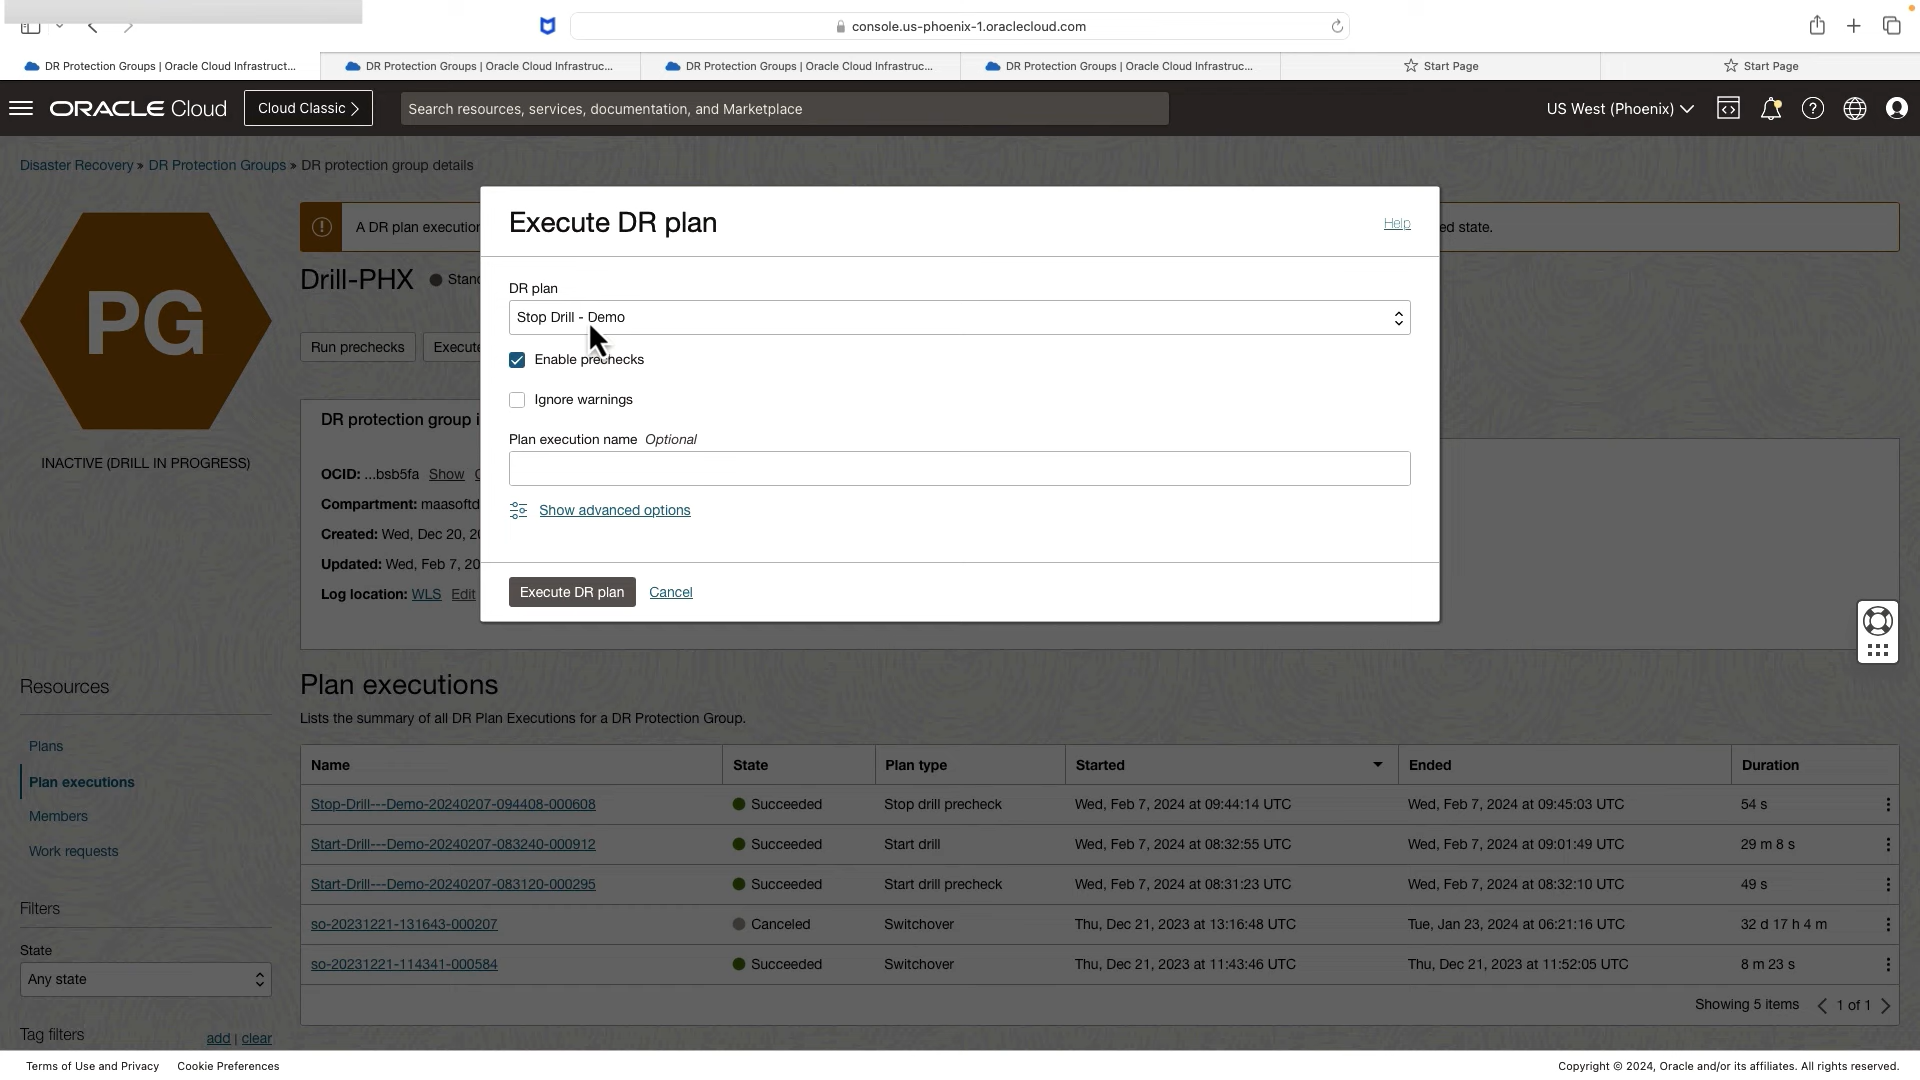 console.us-phoenix-1.oraclecloud.com
DR Protection Groups | Oracle Cloud Infrastruct...
DR Protection Groups | Oracle Cloud Infrastruc...
DR Protection Groups | Oracle Cloud Infrastruc...
DR Protection Groups | Oracle Cloud Infrastruc...
Start Page
Start Page
ORACLE Cloud
Cloud Classic
Search resources, services, documentation, and Marketplace
US West (Phoenix)
Disaster Recovery » DR Protection Groups » DR protection group details
A DR plan execution
ed state.
PG
INACTIVE (DRILL IN PROGRESS)
Drill-PHX
Stand
Run prechecks
Execute
DR protection group i
OCID: ...bsb5fa Show
Compartment: maasoftd
Created: Wed, Dec 20, 2
Updated: Wed, Feb 7, 20
Log location: WLS Edit
Execute DR plan
Help
DR plan
Stop Drill - Demo
Enable prechecks
Ignore warnings
Plan execution name Optional
Show advanced options
Execute DR plan
Cancel
Resources
Plans
Plan executions
Members
Work requests
Filters
State
Any state
Tag filters
add | clear
Plan executions
Lists the summary of all DR Plan Executions for a DR Protection Group.
Name State Plan type Started Ended Duration
Stop-Drill---Demo-20240207-094408-000608 Succeeded Stop drill precheck Wed, Feb 7, 2024 at 09:44:14 UTC Wed, Feb 7, 2024 at 09:45:03 UTC 54 s
Start-Drill---Demo-20240207-083240-000912 Succeeded Start drill Wed, Feb 7, 2024 at 08:32:55 UTC Wed, Feb 7, 2024 at 09:01:49 UTC 29 m 8 s
Start-Drill---Demo-20240207-083120-000295 Succeeded Start drill precheck Wed, Feb 7, 2024 at 08:31:23 UTC Wed, Feb 7, 2024 at 08:32:10 UTC 49 s
so-20231221-131643-000207 Canceled Switchover Thu, Dec 21, 2023 at 13:16:48 UTC Tue, Jan 23, 2024 at 06:21:16 UTC 32 d 17 h 4 m
so-20231221-114341-000584 Succeeded Switchover Thu, Dec 21, 2023 at 11:43:46 UTC Thu, Dec 21, 2023 at 11:52:05 UTC 8 m 23 s
Showing 5 items
1 of 1
Terms of Use and Privacy
Cookie Preferences
Copyright © 2024, Oracle and/or its affiliates. All rights reserved.